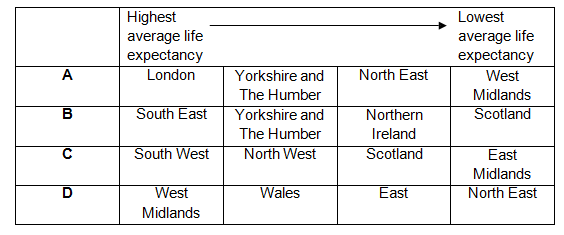 Highest
average life
expectancy
Lowest
average life
expectancy
A
London
Yorkshire and
The Humber
North East
West
Midlands
B
South East
Yorkshire and
The Humber
Northern
Ireland
Scotland
C
South West
North West
Scotland
East
Midlands
D
West
Midlands
Wales
East
North East